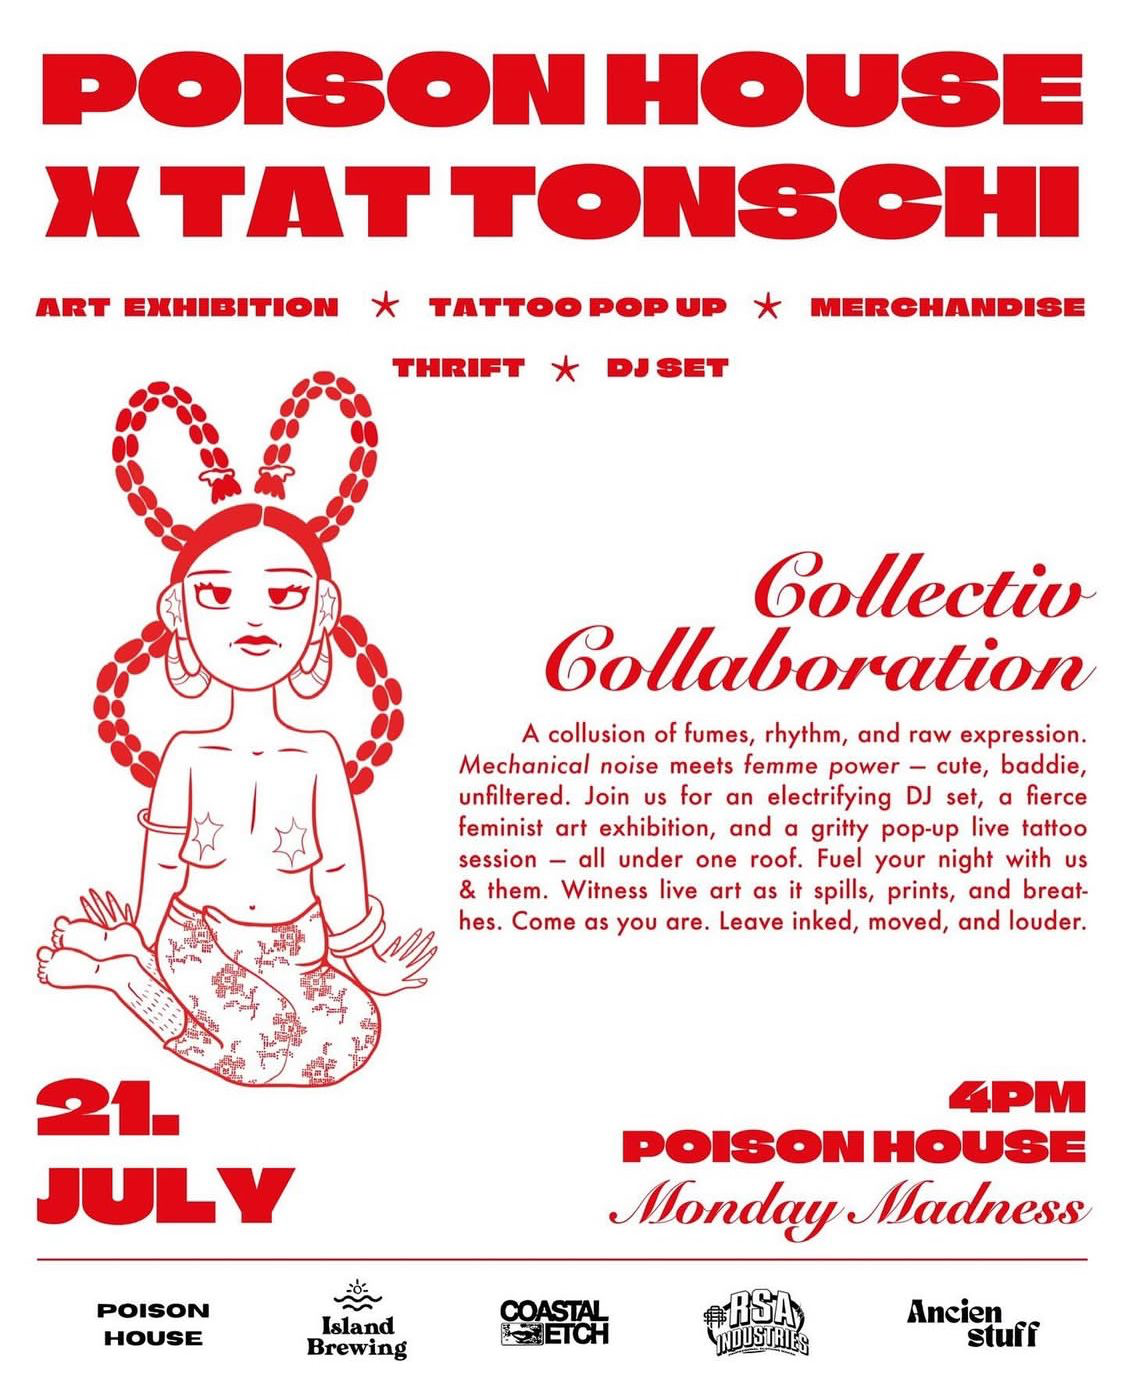 POISON HOUSE
X TAT TONSCHI
ART EXHIBITION * TATTOO POP UP * MERCHANDISE
THRIFT * DJ SET
Collectiv
Collaboration
A collusion of fumes, rhythm, and raw expression.
Mechanical noise meets femme power – cute, baddie,
unfiltered. Join us for an electrifying DJ set, a fierce
feminist art exhibition, and a gritty pop-up live tattoo
session – all under one roof. Fuel your night with us
& them. Witness live art as it spills, prints, and breat-
hes. Come as you are. Leave inked, moved, and louder.
21.
JULY
4PM
POISON HOUSE
Monday Madness
POISON
HOUSE
Island
Brewing
COASTAL
ETCH
RSA
INDUSTRIES
Ancien
stuff